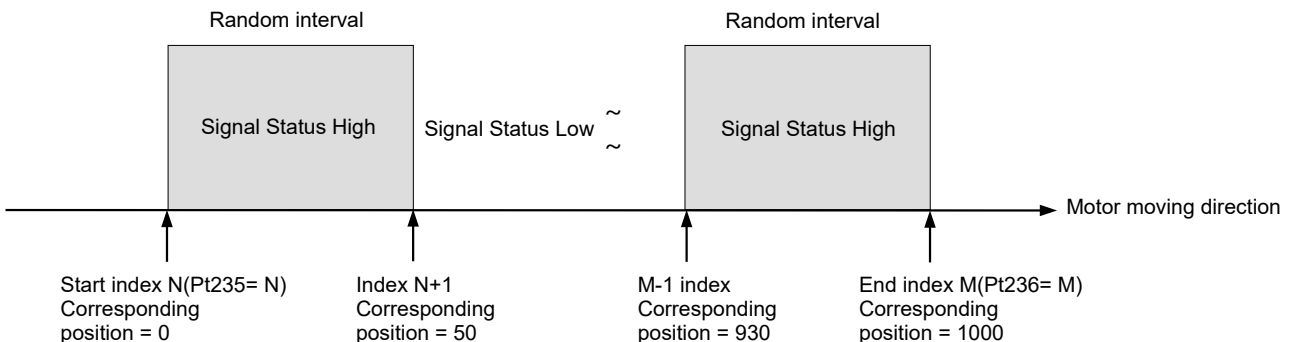 Random interval
Random interval
Signal Status High
Signal Status Low
~
~
Signal Status High
Motor moving direction
Start index N(Pt235= N)
Corresponding
position = 0
Index N+1
Corresponding
position = 50
M-1 index
Corresponding
position = 930
End index M(Pt236= M)
Corresponding
position = 1000